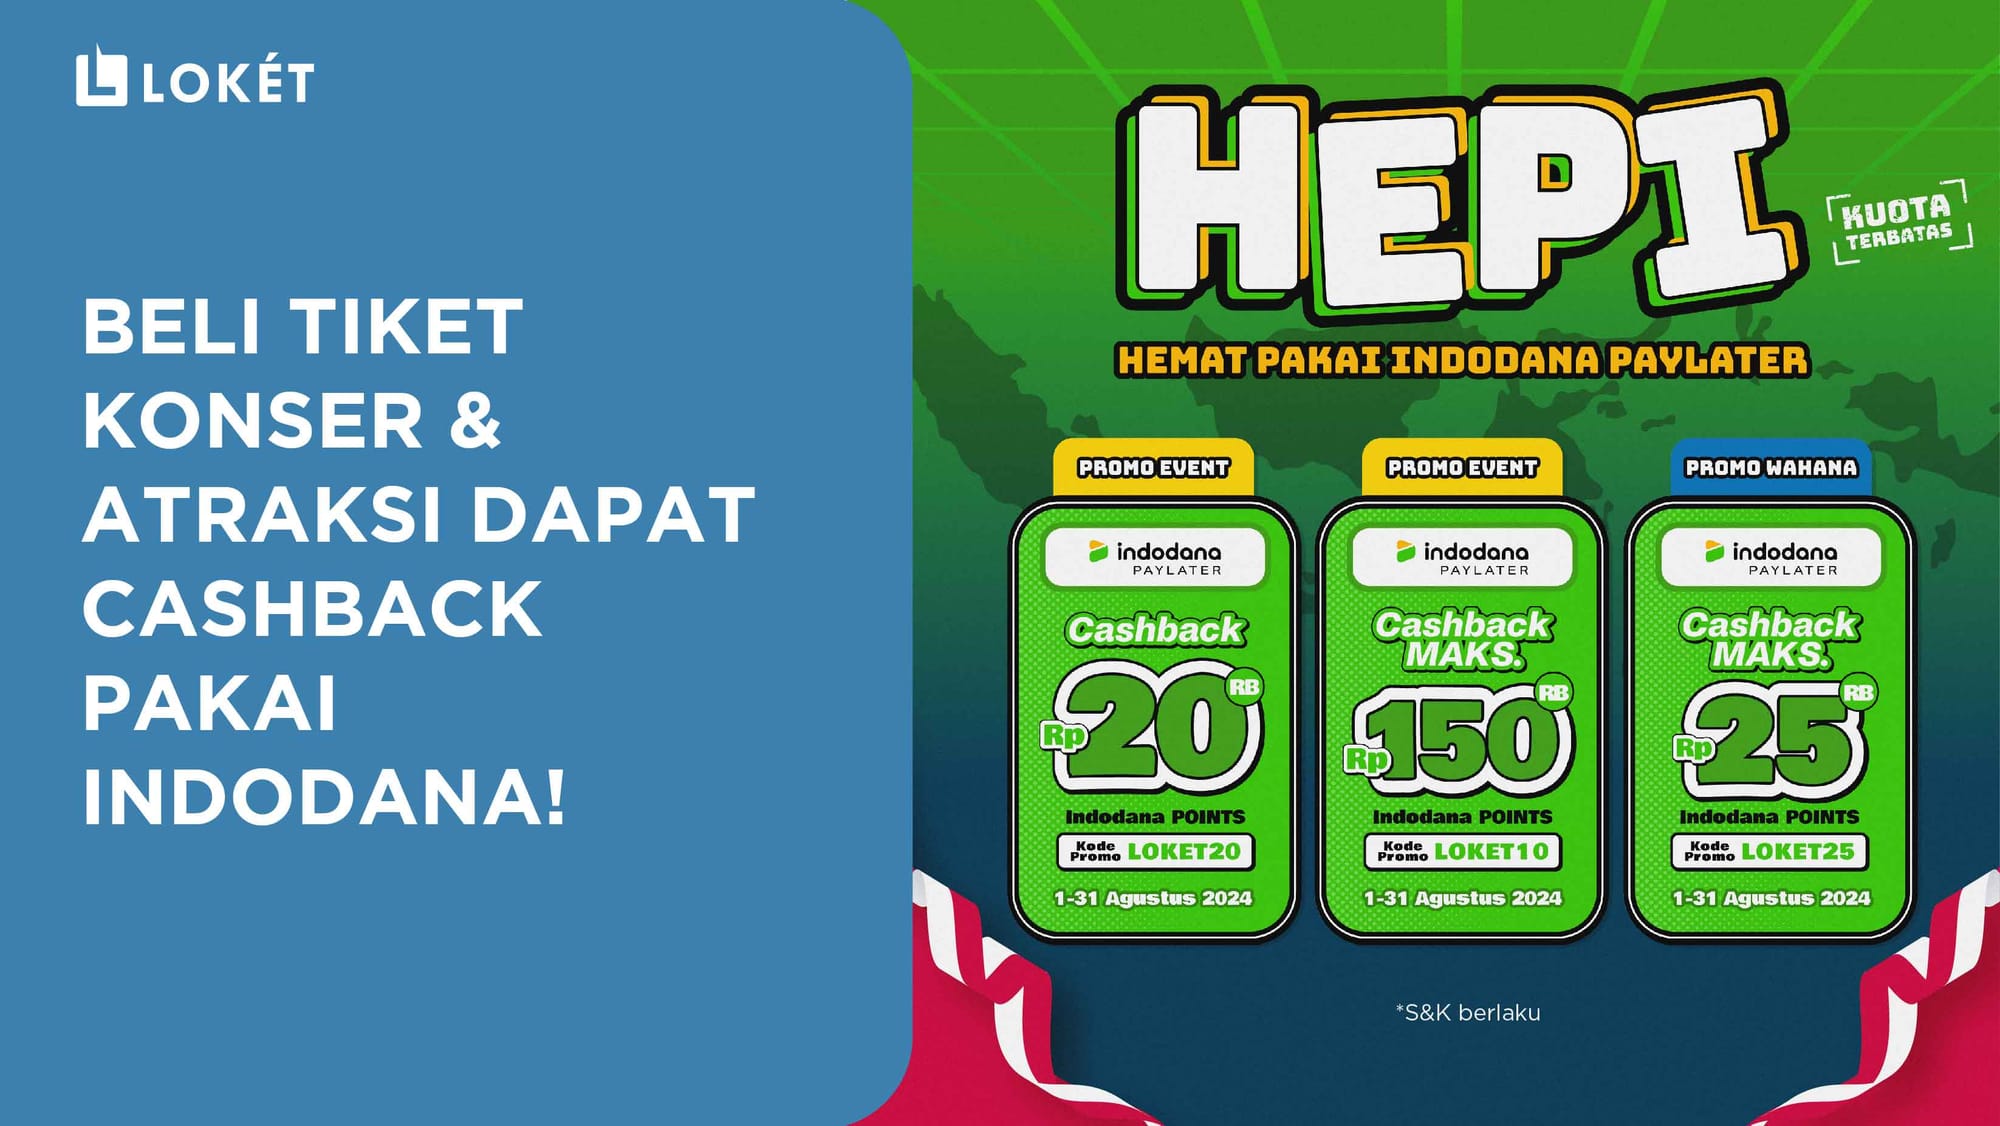 LOKÉT
BELI TIKET
KONSER &
ATRAKSI DAPAT
CASHBACK
PAKAI
INDODANA!
HEPI
KUOTA
TERBATAS
HEMAT PAKAI INDODANA PAYLATER
PROMO EVENT
indodana
PAYLATER
Cashback
Rp 20 RB
Indodana POINTS
Kode
Promo LOKET20
1-31 Agustus 2024
PROMO EVENT
indodana
PAYLATER
Cashback
MAKS.
Rp 150 RB
Indodana POINTS
Kode
Promo LOKET10
1-31 Agustus 2024
PROMO WAHANA
indodana
PAYLATER
Cashback
MAKS.
Rp 25 RB
Indodana POINTS
Kode
Promo LOKET25
1-31 Agustus 2024
*S&K berlaku